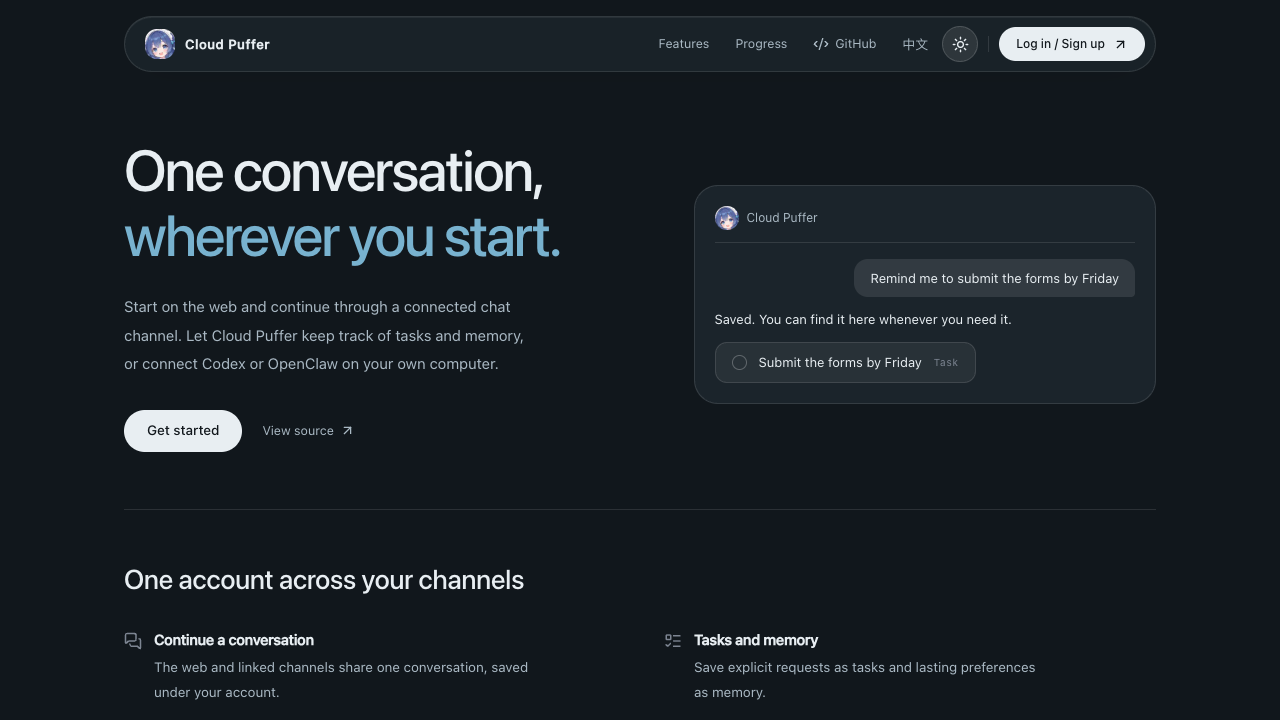 Cloud Puffer
Features
Progress
GitHub
中文
Log in / Sign up
One conversation,
wherever you start.
Start on the web and continue through a connected chat
channel. Let Cloud Puffer keep track of tasks and memory,
or connect Codex or OpenClaw on your own computer.
Get started
View source
Cloud Puffer
Remind me to submit the forms by Friday
Saved. You can find it here whenever you need it.
Submit the forms by Friday Task
One account across your channels
Continue a conversation
The web and linked channels share one conversation, saved
under your account.
Tasks and memory
Save explicit requests as tasks and lasting preferences
as memory.